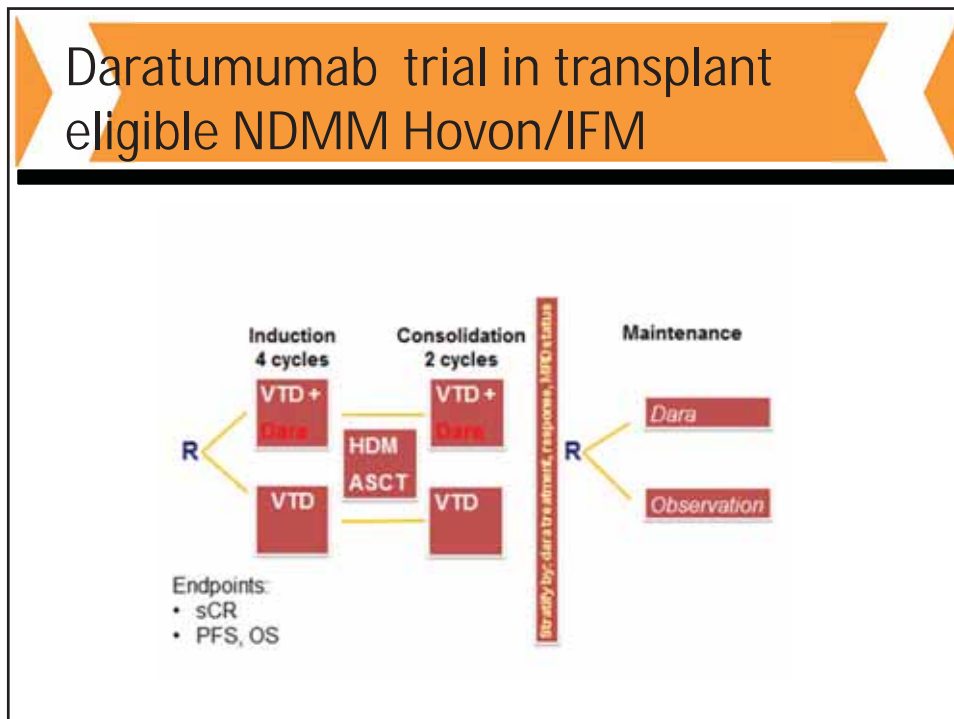 Daratumumab trial in transplant
eligible NDMM Hovon/IFM
Induction
4 cycles
Consolidation
2 cycles
Maintenance
VTD +
Dara
VTD +
Dara
HDM
ASCT
R
VTD
VTD
Stratify by: dara treatment, response, MRD status
R
Dara
Observation
Endpoints:
• sCR
• PFS, OS